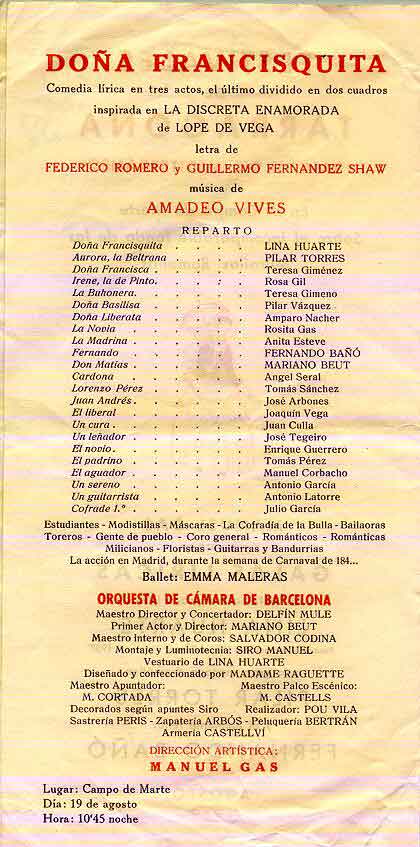 DOÑA FRANCISQUITA
Comedia lírica en tres actos, el último dividido en dos cuadros
inspirada en LA DISCRETA ENAMORADA
de LOPE DE VEGA
letra de
FEDERICO ROMERO y GUILLERMO FERNANDEZ SHAW
música de
AMADEO VIVES
REPARTO
Doña Francisquita . . . . LINA HUARTE
Aurora, la Beltrana . . . . PILAR TORRES
Doña Francisca . . . . . Teresa Giménez
Irene, la de Pinto. . . : . Rosa Gil
La Buhonera. . . . . . Teresa Gimeno
Doña Basilisa . . . . . Pilar Vázquez
Doña Liberata . . . . . Amparo Nacher
La Novia . . . . . Rosita Gas
La Madrina . . . . . . Anita Esteve
Fernando . . . . . FERNANDO BAÑÓ
Don Matías . . . . . MARIANO BEUT
Cardona . . . . . Angel Seral
Lorenzo Pérez . . . . . Tomás Sánchez
Juan Andrés . . . . . . José Arbones
El liberal . . . . . Joaquín Vega
Un cura . . . . . . Juan Culla
Un leñador . . . . . . José Tegeiro
El novio . . . . . . Enrique Guerrero
El padrino . . . . . . Tomás Pérez
El aguador . . . . . . Manuel Corbacho
Un sereno . . . . . Antonio García
Un guitarrista . . . . . Antonio Latorre
Cofrade 1.º . . . . . Julio García
Estudiantes - Modistillas - Máscaras - La Cofradía de la Bulla - Bailaoras
Toreros - Gente de pueblo - Coro general - Románticos - Románticas
Milicianos - Floristas - Guitarras y Bandurrias
La acción en Madrid, durante la semana de Carnaval de 184...
Ballet: EMMA MALERAS
ORQUESTA DE CÁMARA DE BARCELONA
Maestro Director y Concertador: DELFÍN MULE
Primer Actor y Director: MARIANO BEUT
Maestro interno y de Coros: SALVADOR CODINA
Montaje y Luminotecnia: SIRO MANUEL
Vestuario de LINA HUARTE
Diseñado y confeccionado por MADAME RAGUETTE
Maestro Apuntador: Maestro Palco Escénico:
M. CORTADA M. CASTELLS
Decorados según apuntes Siro Realizador: POU VILA
Sastrería PERIS - Zapatería ARBÓS - Peluquería BERTRÁN
Armería CASTELLVÍ
DIRECCIÓN ARTÍSTICA:
MANUEL GAS
Lugar: Campo de Marte
Día: 19 de agosto
Hora: 10'45 noche